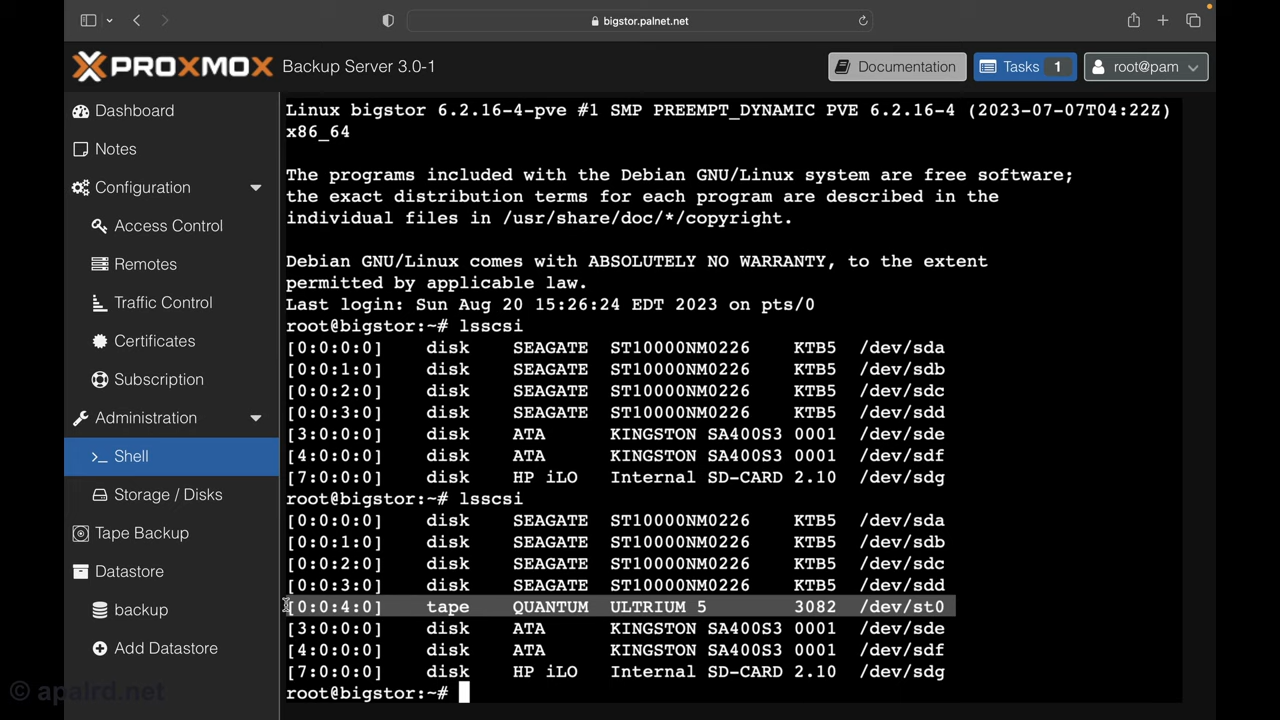 bigstor.palnet.net
PROXMOX Backup Server 3.0-1
Documentation
Tasks 1
root@pam
Dashboard
Notes
Configuration
Access Control
Remotes
Traffic Control
Certificates
Subscription
Administration
Shell
Storage / Disks
Tape Backup
Datastore
backup
Add Datastore
Linux bigstor 6.2.16-4-pve #1 SMP PREEMPT_DYNAMIC PVE 6.2.16-4 (2023-07-07T04:22Z)
x86_64
The programs included with the Debian GNU/Linux system are free software;
the exact distribution terms for each program are described in the
individual files in /usr/share/doc/*/copyright.
Debian GNU/Linux comes with ABSOLUTELY NO WARRANTY, to the extent
permitted by applicable law.
Last login: Sun Aug 20 15:26:24 EDT 2023 on pts/0
root@bigstor:~# lsscsi
[0:0:0:0] disk SEAGATE ST10000NM0226 KTB5 /dev/sda
[0:0:1:0] disk SEAGATE ST10000NM0226 KTB5 /dev/sdb
[0:0:2:0] disk SEAGATE ST10000NM0226 KTB5 /dev/sdc
[0:0:3:0] disk SEAGATE ST10000NM0226 KTB5 /dev/sdd
[3:0:0:0] disk ATA KINGSTON SA400S3 0001 /dev/sde
[4:0:0:0] disk ATA KINGSTON SA400S3 0001 /dev/sdf
[7:0:0:0] disk HP iLO Internal SD-CARD 2.10 /dev/sdg
root@bigstor:~# lsscsi
[0:0:0:0] disk SEAGATE ST10000NM0226 KTB5 /dev/sda
[0:0:1:0] disk SEAGATE ST10000NM0226 KTB5 /dev/sdb
[0:0:2:0] disk SEAGATE ST10000NM0226 KTB5 /dev/sdc
[0:0:3:0] disk SEAGATE ST10000NM0226 KTB5 /dev/sdd
[0:0:4:0] tape QUANTUM ULTRIUM 5 3082 /dev/st0
[3:0:0:0] disk ATA KINGSTON SA400S3 0001 /dev/sde
[4:0:0:0] disk ATA KINGSTON SA400S3 0001 /dev/sdf
[7:0:0:0] disk HP iLO Internal SD-CARD 2.10 /dev/sdg
root@bigstor:~#
© apalrd.net